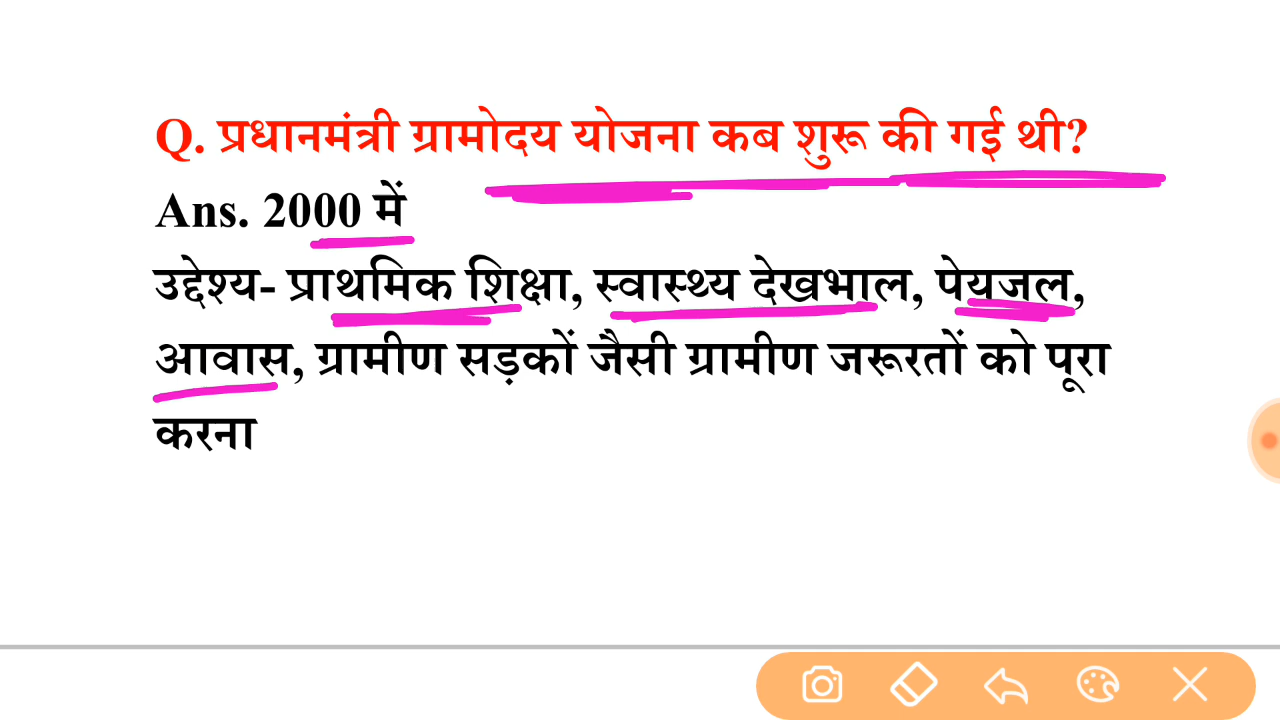 Q. प्रधानमंत्री ग्रामोदय योजना कब शुरू की गई थी?
Ans. 2000 में
उद्देश्य- प्राथमिक शिक्षा, स्वास्थ्य देखभाल, पेयजल,
आवास, ग्रामीण सड़कों जैसी ग्रामीण जरूरतों को पूरा
करना